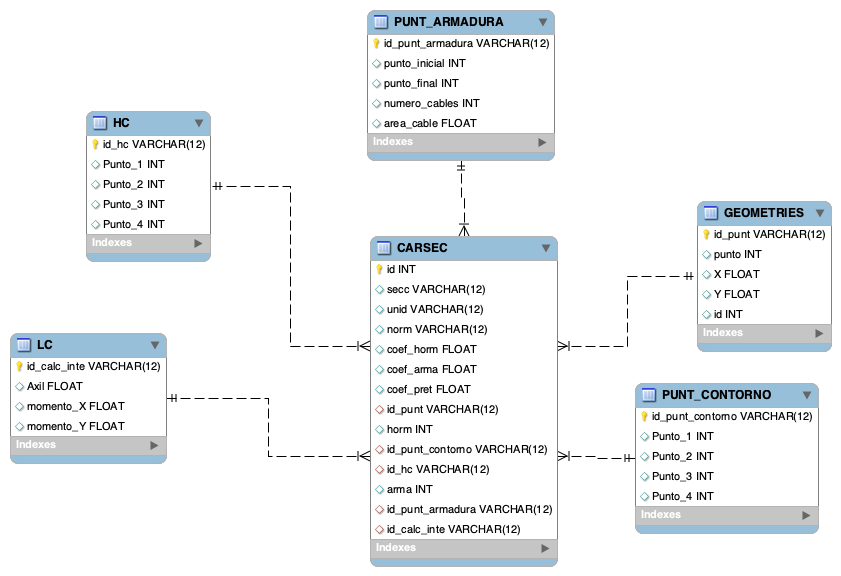 PUNT_ARMADURA
id_punt_armadura VARCHAR(12)
punto_inicial INT
punto_final INT
numero_cables INT
area_cable FLOAT
Indexes
HC
id_hc VARCHAR(12)
Punto_1 INT
Punto_2 INT
Punto_3 INT
Punto_4 INT
Indexes
GEOMETRIES
id_punt VARCHAR(12)
punto INT
X FLOAT
Y FLOAT
id INT
Indexes
CARSEC
id INT
secc VARCHAR(12)
unid VARCHAR(12)
norm VARCHAR(12)
coef_horm FLOAT
coef_arma FLOAT
coef_pret FLOAT
id_punt VARCHAR(12)
horm INT
id_punt_contorno VARCHAR(12)
id_hc VARCHAR(12)
arma INT
id_punt_armadura VARCHAR(12)
id_calc_inte VARCHAR(12)
Indexes
LC
id_calc_inte VARCHAR(12)
Axil FLOAT
momento_X FLOAT
momento_Y FLOAT
Indexes
PUNT_CONTORNO
id_punt_contorno VARCHAR(12)
Punto_1 INT
Punto_2 INT
Punto_3 INT
Punto_4 INT
Indexes